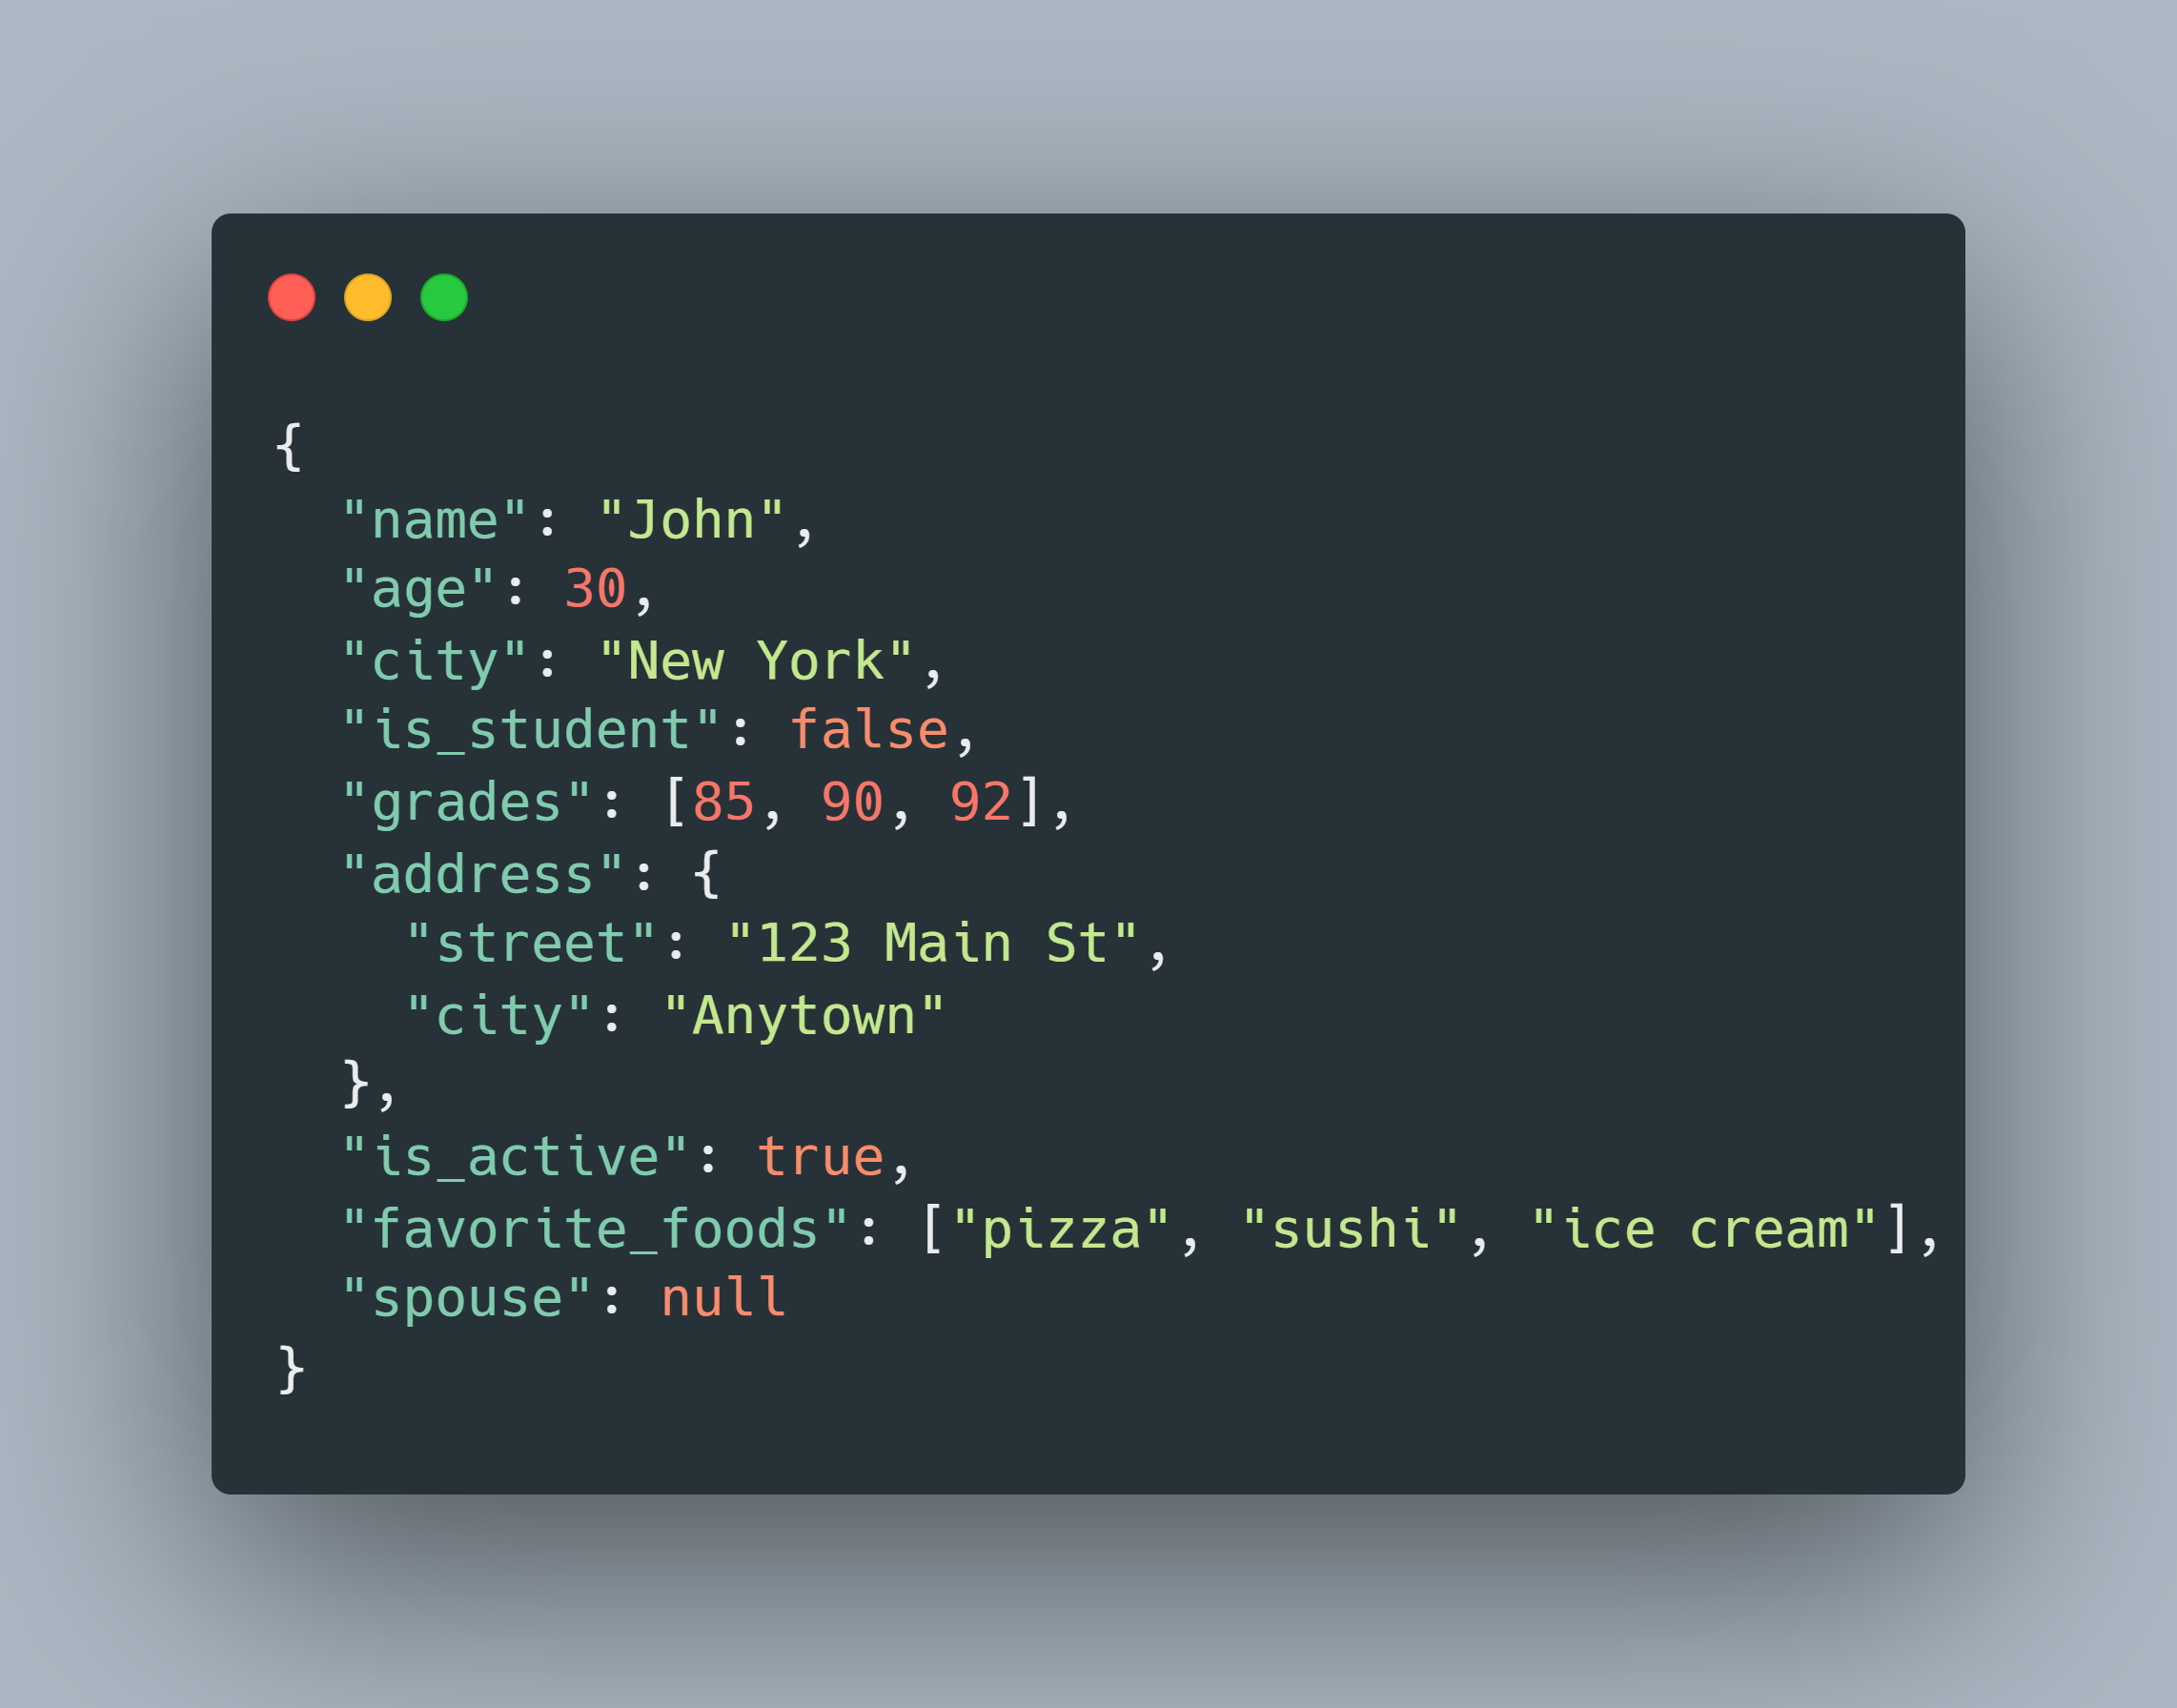 {
  "name": "John",
  "age": 30,
  "city": "New York",
  "is_student": false,
  "grades": [85, 90, 92],
  "address": {
    "street": "123 Main St",
    "city": "Anytown"
  },
  "is_active": true,
  "favorite_foods": ["pizza", "sushi", "ice cream"],
  "spouse": null
}